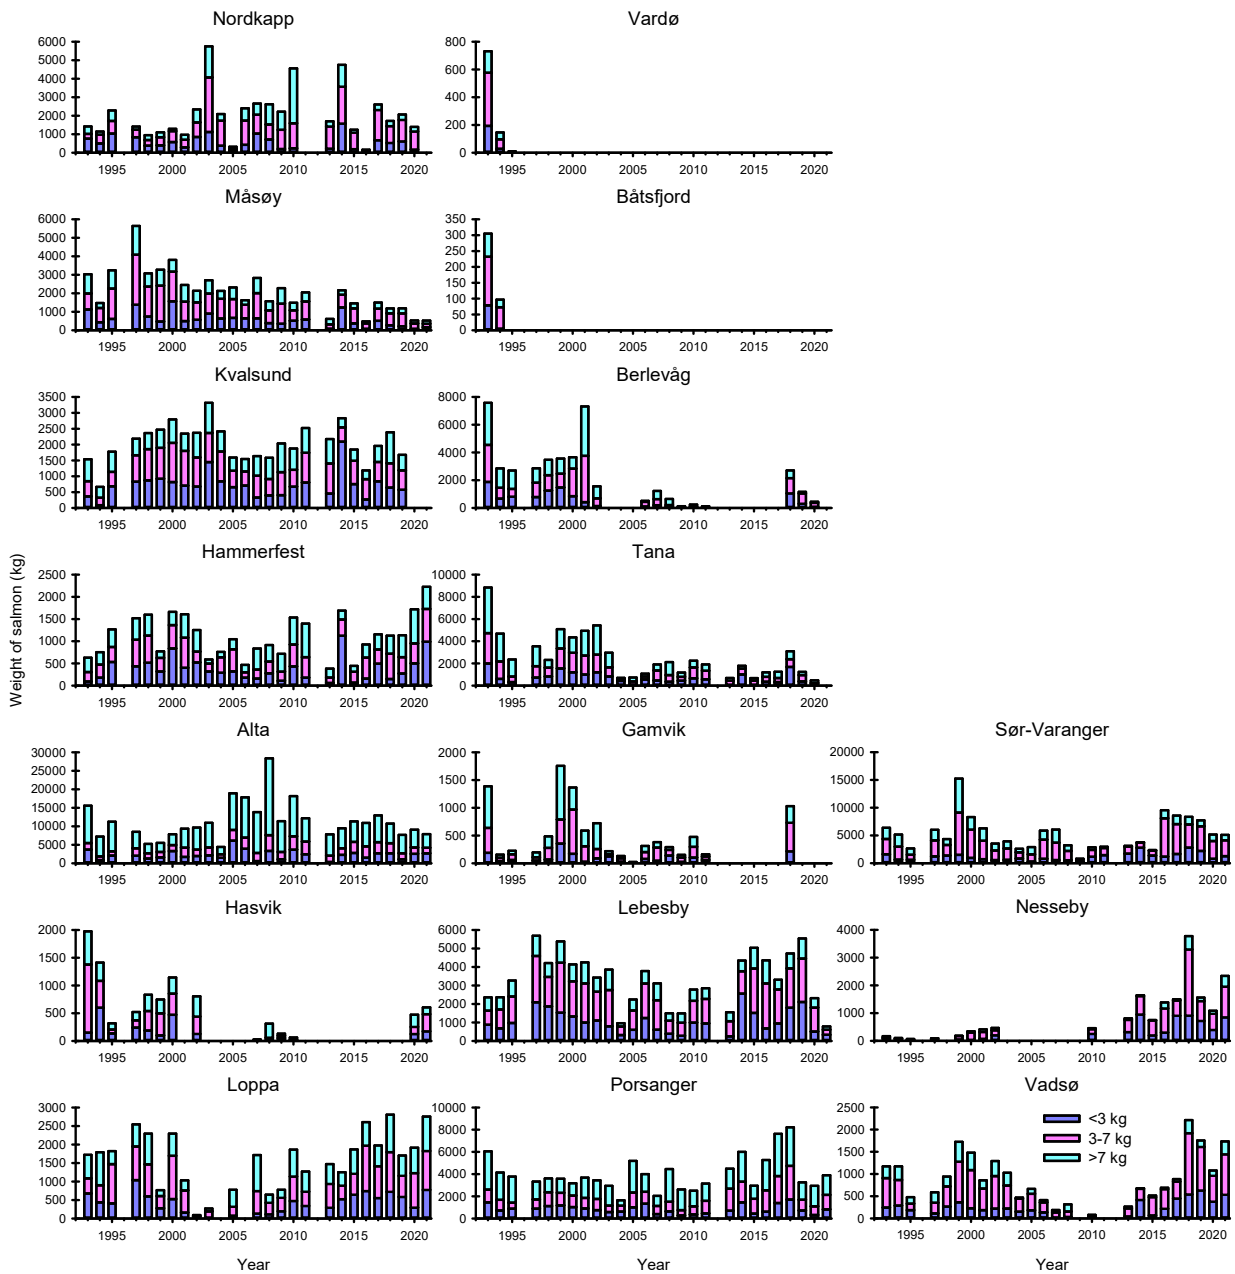 Nordkapp
6000
5000
4000
3000
2000
1000
0
1995 2000 2005 2010 2015 2020
Vardø
800
600
400
200
0
1995 2000 2005 2010 2015 2020
Måsøy
6000
5000
4000
3000
2000
1000
0
1995 2000 2005 2010 2015 2020
Båtsfjord
350
300
250
200
150
100
50
0
1995 2000 2005 2010 2015 2020
Kvalsund
3500
3000
2500
2000
1500
1000
500
0
1995 2000 2005 2010 2015 2020
Berlevåg
8000
6000
4000
2000
0
1995 2000 2005 2010 2015 2020
Weight of salmon (kg)
Hammerfest
2500
2000
1500
1000
500
0
1995 2000 2005 2010 2015 2020
Tana
10000
8000
6000
4000
2000
0
1995 2000 2005 2010 2015 2020
Alta
30000
25000
20000
15000
10000
5000
0
1995 2000 2005 2010 2015 2020
Gamvik
2000
1500
1000
500
0
1995 2000 2005 2010 2015 2020
Sør-Varanger
20000
15000
10000
5000
0
1995 2000 2005 2010 2015 2020
Hasvik
2000
1500
1000
500
0
1995 2000 2005 2010 2015 2020
Lebesby
6000
5000
4000
3000
2000
1000
0
1995 2000 2005 2010 2015 2020
Nesseby
4000
3000
2000
1000
0
1995 2000 2005 2010 2015 2020
Loppa
3000
2500
2000
1500
1000
500
0
1995 2000 2005 2010 2015 2020
Year
Porsanger
10000
8000
6000
4000
2000
0
1995 2000 2005 2010 2015 2020
Year
Vadsø
2500
2000
1500
1000
500
0
<3 kg
3-7 kg
>7 kg
1995 2000 2005 2010 2015 2020
Year